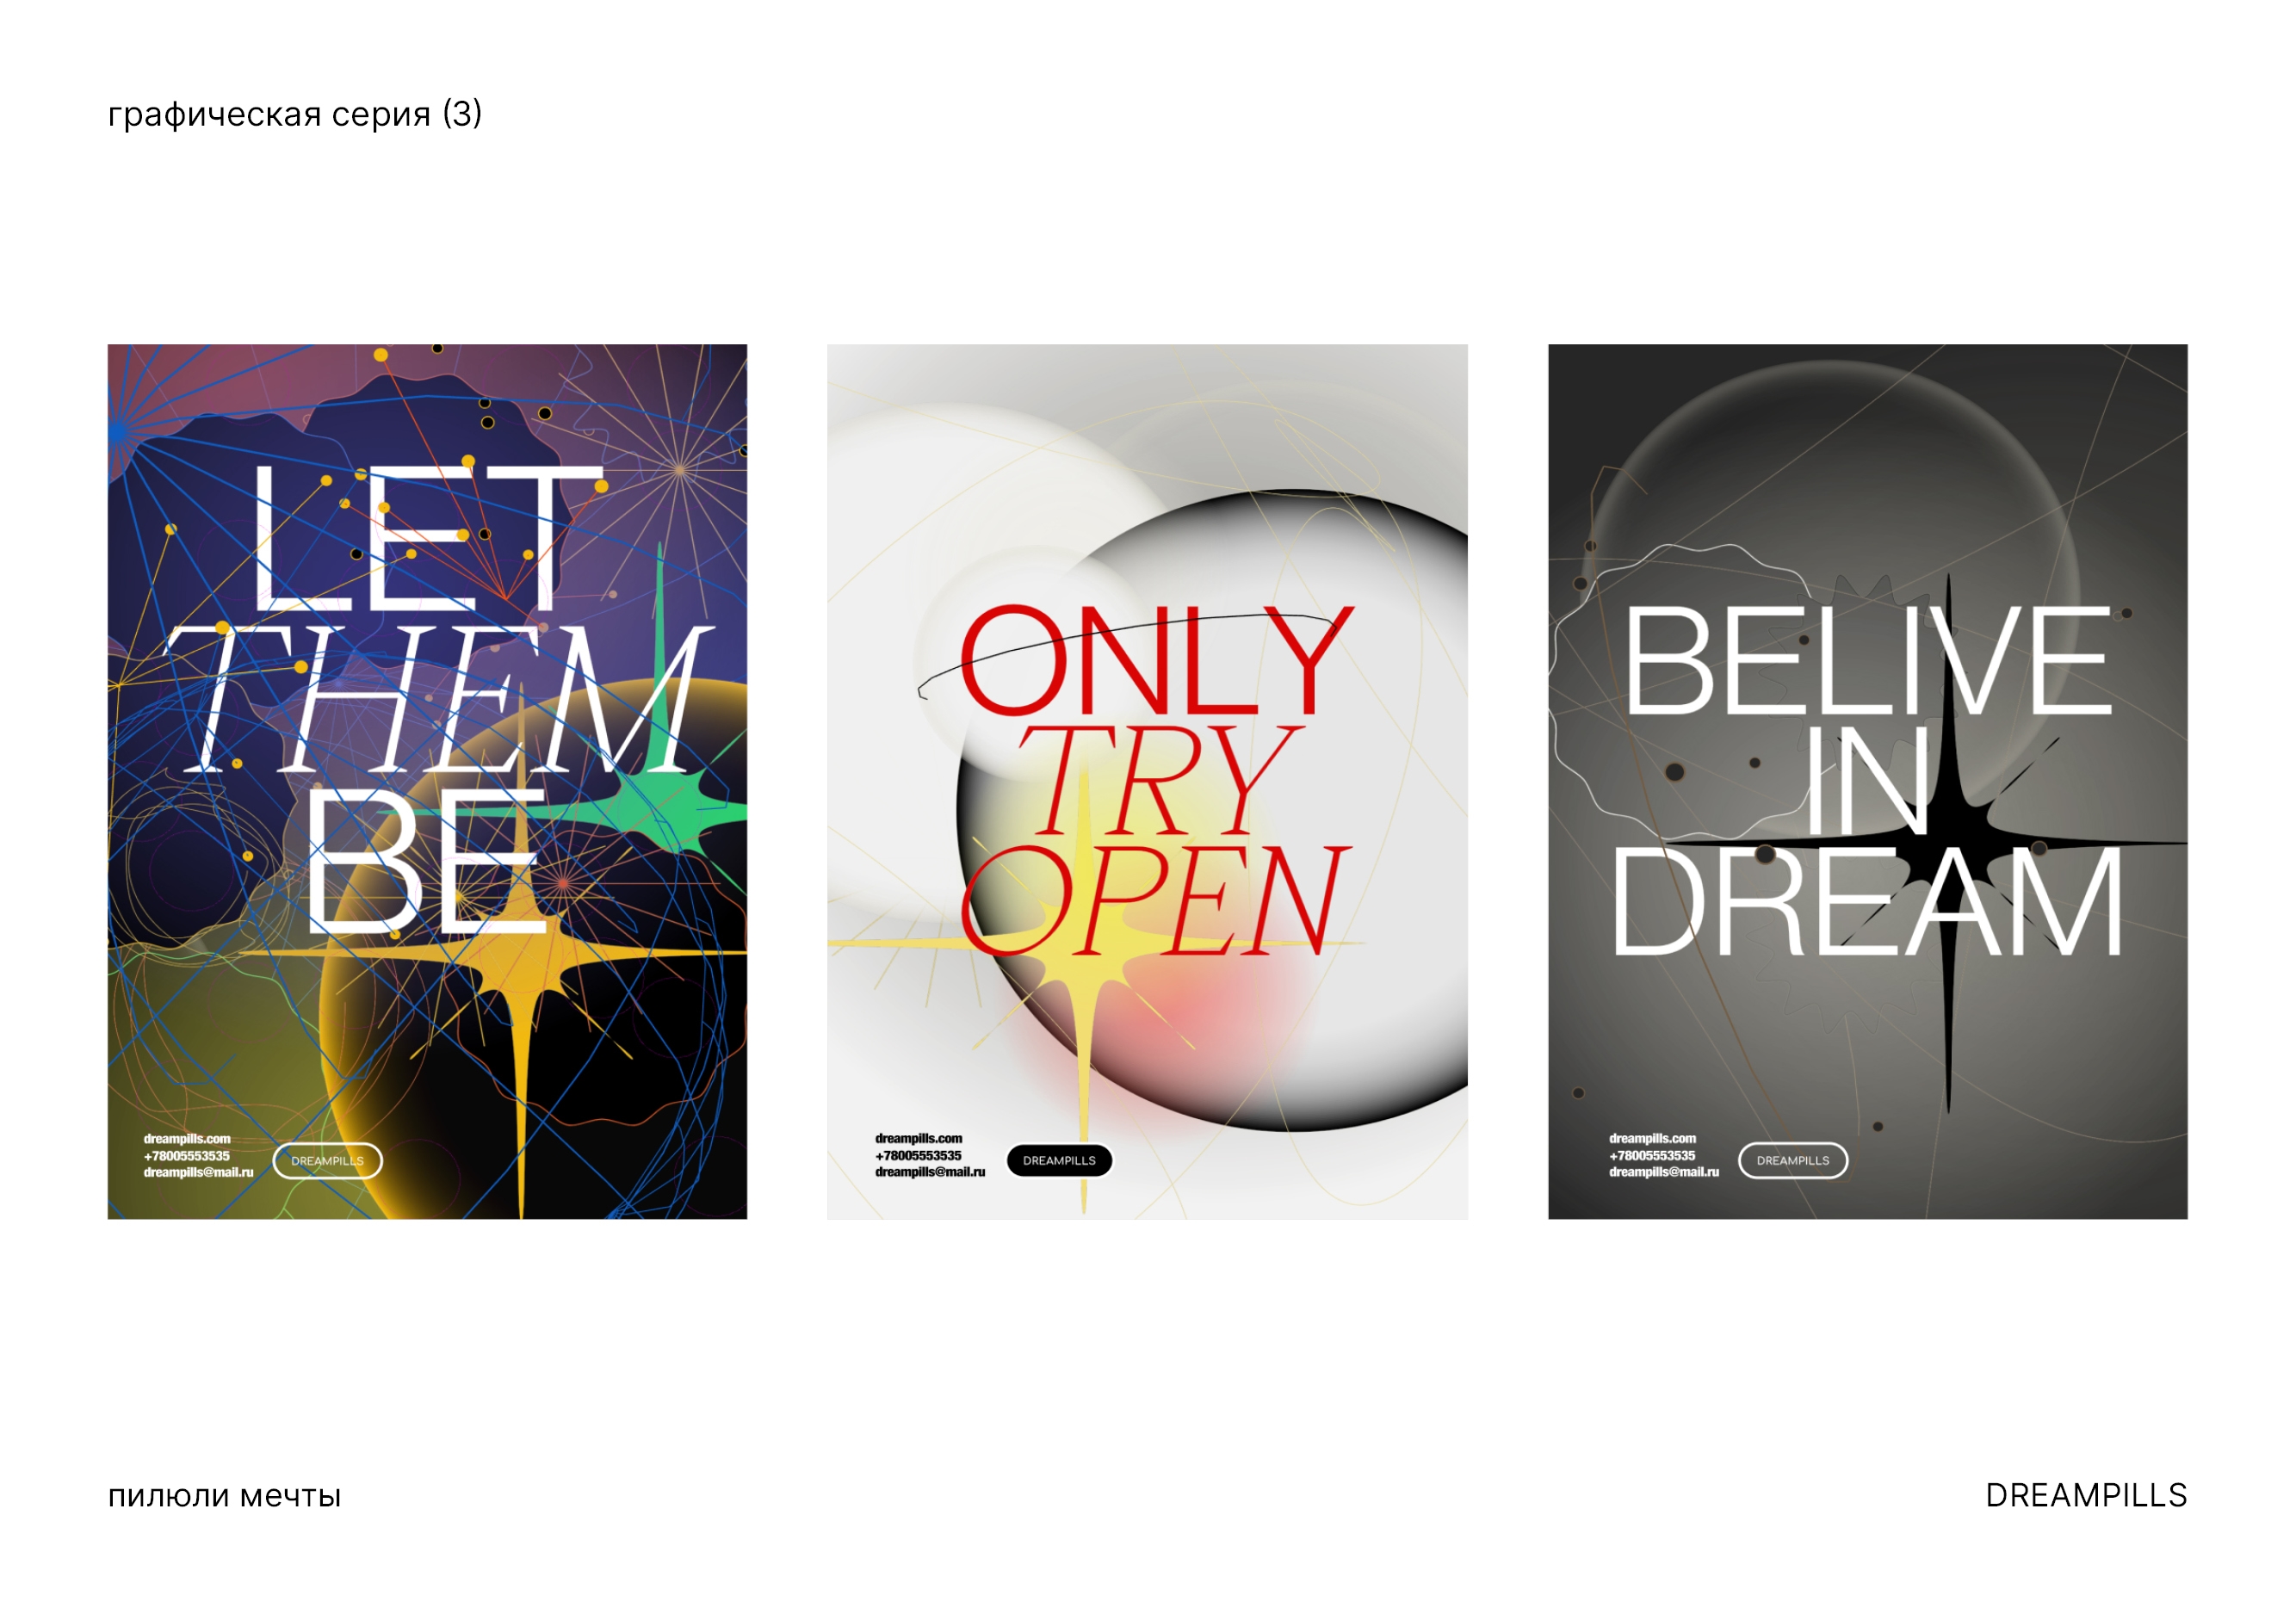 графическая серия (3)
LET
THEM
BE
dreampills.com
+78005553535
dreampills@mail.ru
DREAMPILLS
ONLY
TRY
OPEN
dreampills.com
+78005553535
dreampills@mail.ru
DREAMPILLS
BELIVE
IN
DREAM
dreampills.com
+78005553535
dreampills@mail.ru
DREAMPILLS
пилюли мечты
DREAMPILLS